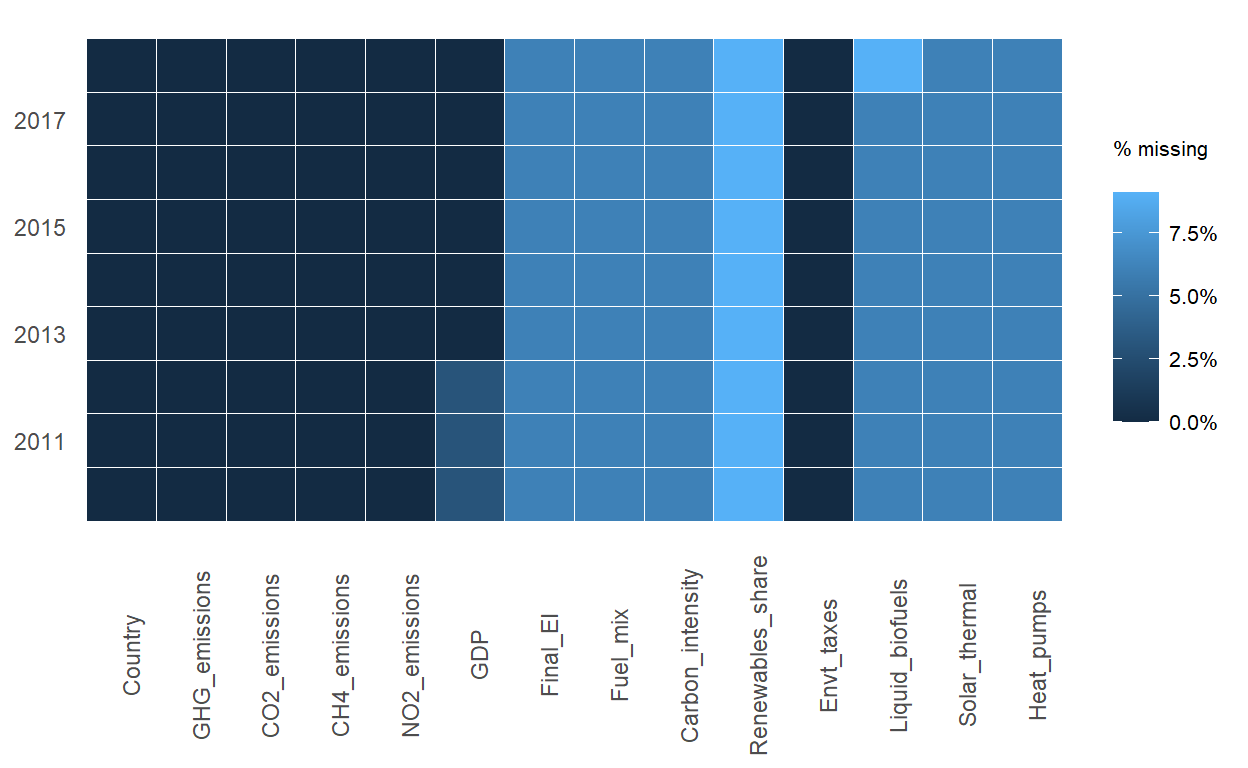 2017
2015
2013
2011
% missing
7.5%
5.0%
2.5%
0.0%
Country
GHG_emissions
CO2_emissions
CH4_emissions
NO2_emissions
GDP
Final_EI
Fuel_mix
Carbon_intensity
Renewables_share
Envt_taxes
Liquid_biofuels
Solar_thermal
Heat_pumps